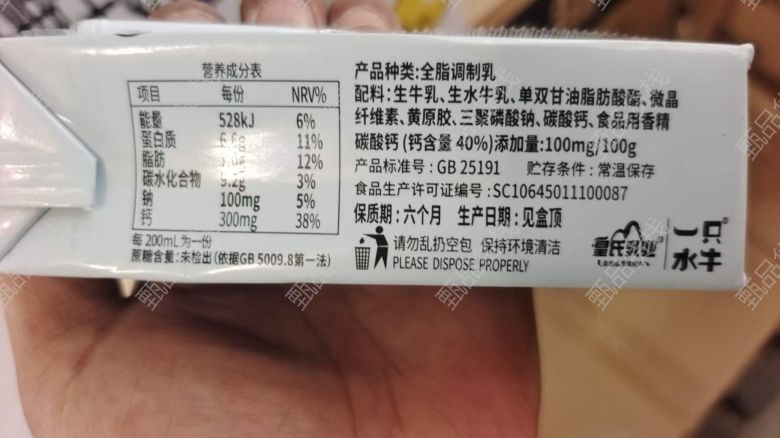 营养成分表
项目 每份 NRV%
能量 528kJ 6%
蛋白质 6.6g 11%
脂肪 12%
碳水化合物 9.2g 3%
钠 100mg 5%
钙 300mg 38%
每 200mL为一份
蔗糖含量:未检出(依据GB 5009.8第一法)
产品种类:全脂调制乳
配料:生牛乳、生水牛乳、单双甘油脂肪酸酯、微晶
纤维素、黄原胶、三聚磷酸钠、碳酸钙、食品用香精
碳酸钙(钙含量 40%)添加量:100mg/100g
产品标准号:GB 25191 贮存条件:常温保存
食品生产许可证编号:SC10645011100087
保质期:六个月 生产日期:见盒顶
请勿乱扔空包 保持环境清洁
PLEASE DISPOSE PROPERLY
皇氏乳业
一只
水牛